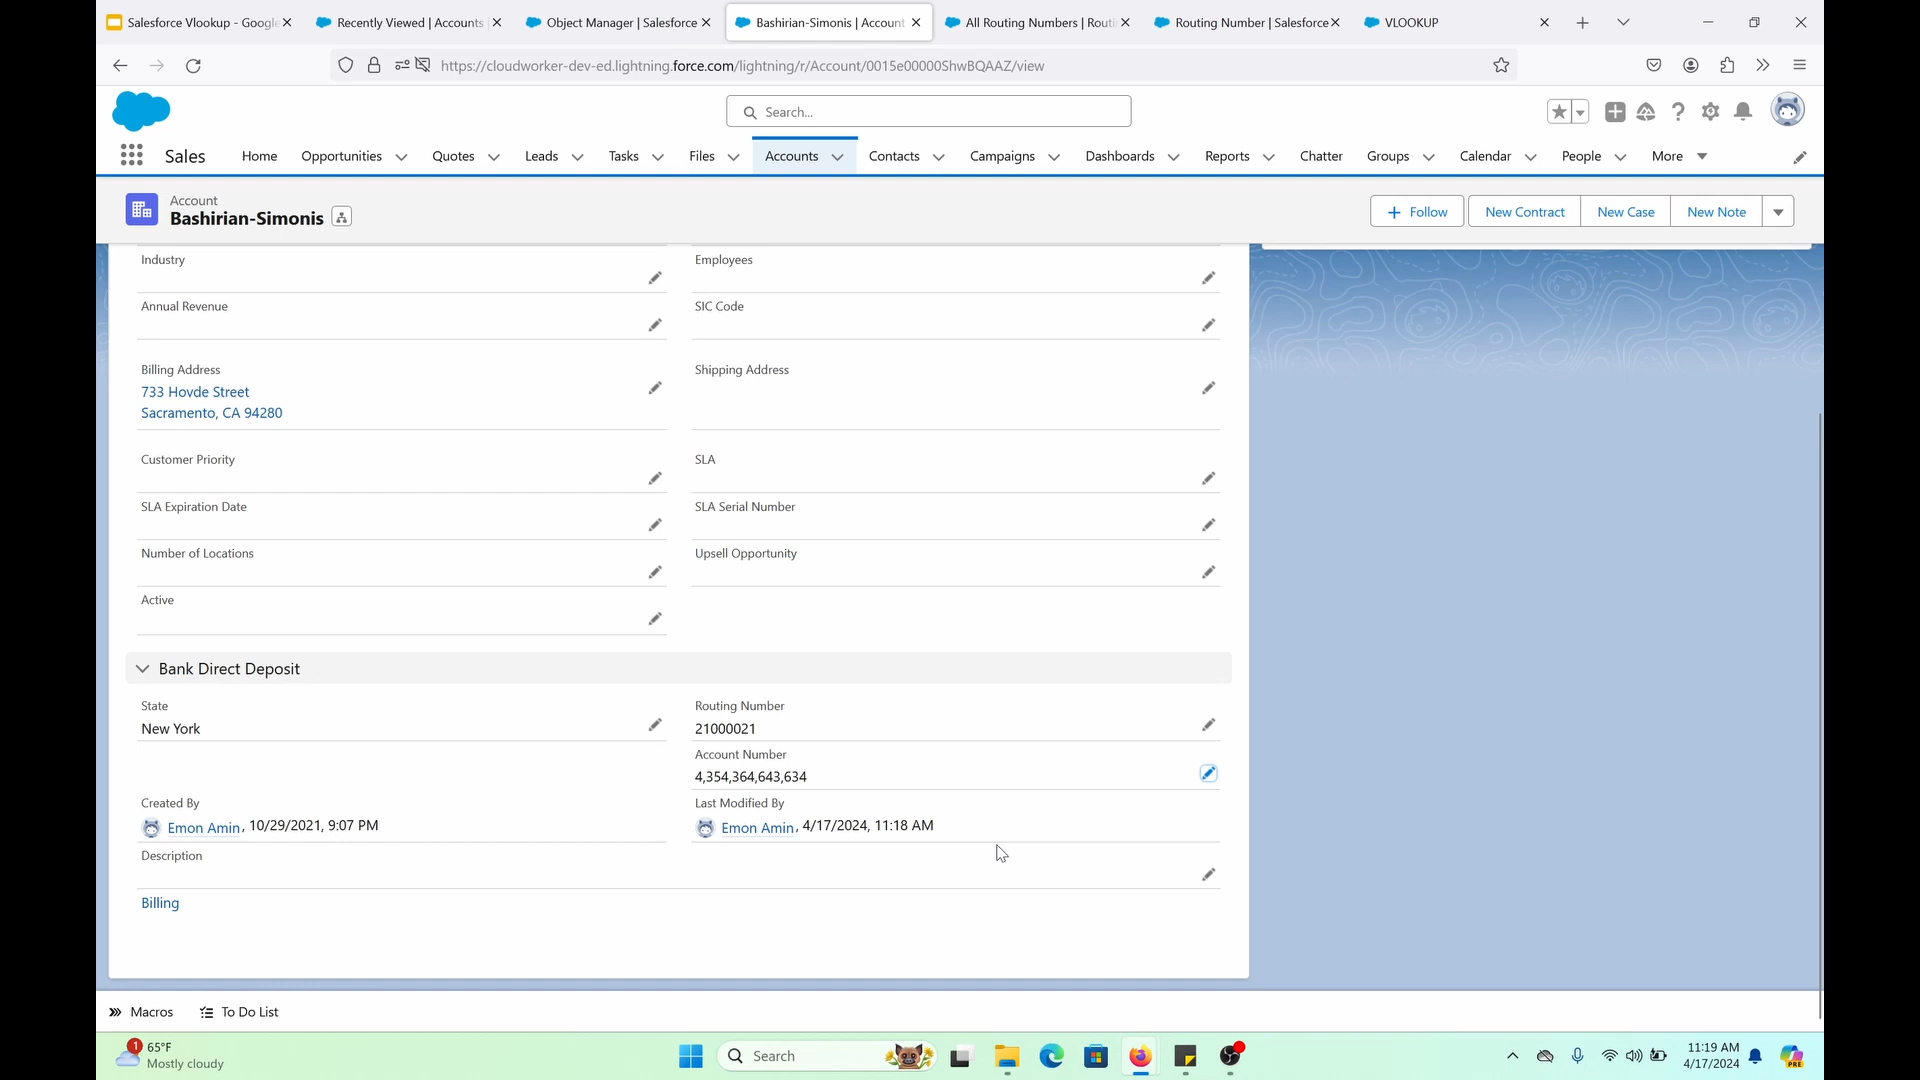 Salesforce Vlookup - Google
Recently Viewed | Accounts
Object Manager | Salesforce
Bashirian-Simonis | Account
All Routing Numbers | Routi
Routing Number | Salesforce
VLOOKUP
https://cloudworker-dev-ed.lightning.force.com/lightning/r/Account/0015e00000ShwBQAAZ/view
Search...
Sales
Home
Opportunities
Quotes
Leads
Tasks
Files
Accounts
Contacts
Campaigns
Dashboards
Reports
Chatter
Groups
Calendar
People
More
Account
Bashirian-Simonis
Follow
New Contract
New Case
New Note
Industry
Employees
Annual Revenue
SIC Code
Billing Address
733 Hovde Street
Sacramento, CA 94280
Shipping Address
Customer Priority
SLA
SLA Expiration Date
SLA Serial Number
Number of Locations
Upsell Opportunity
Active
Bank Direct Deposit
State
New York
Routing Number
21000021
Account Number
4,354,364,643,634
Created By
Emon Amin, 10/29/2021, 9:07 PM
Last Modified By
Emon Amin, 4/17/2024, 11:18 AM
Description
Billing
Macros
To Do List
1
65°F
Mostly cloudy
Search
PRE
11:19 AM
4/17/2024